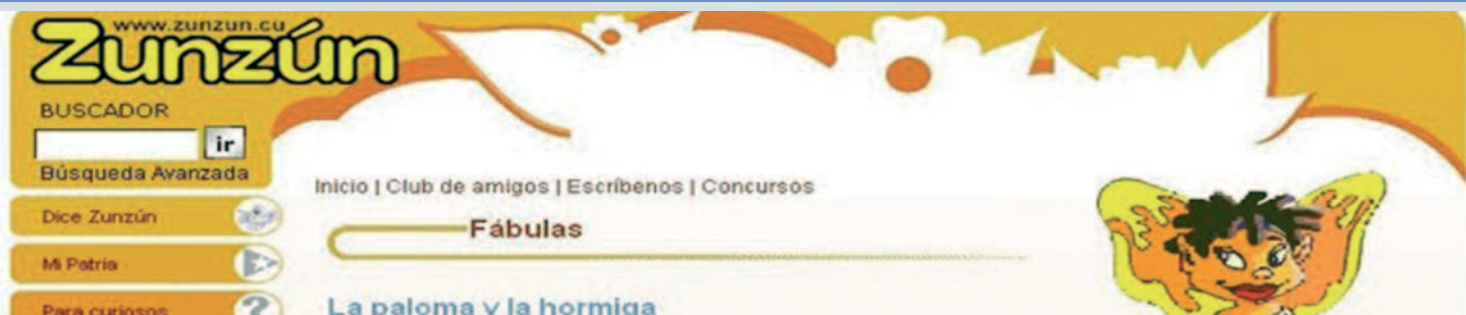 www.zunzun.cu
Zunzún
BUSCADOR
ir
Búsqueda Avanzada
Inicio | Club de amigos | Escríbenos | Concursos
Dice Zunzún
Fábulas
Mi Patria
Para curiosos
?
La paloma y la hormiga